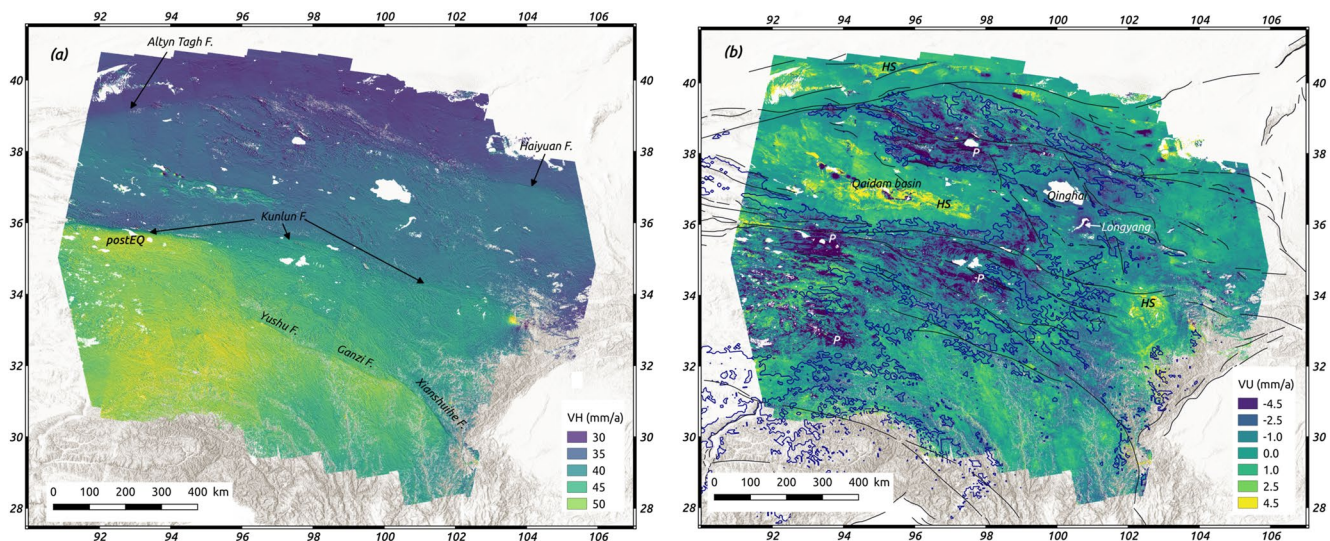 92 94 96 98 100 102 104 106
(a)
Altyn Tagh F.
40
38
36
34
32
30
28
Haiyuan F.
Kunlun F.
postEQ
Yushu F.
Ganzi F.
Xianshuihe F.
VH (mm/a)
30
35
40
45
50
0 100 200 300 400 km
92 94 96 98 100 102 104 106
40
38
36
34
32
30
28
92 94 96 98 100 102 104 106
(b)
HS
40
38
36
34
32
30
28
P
Qaidam basin
HS
Qinghai
Longyang
P
P
HS
P
VU (mm/a)
-4.5
-2.5
-1.0
0.0
1.0
2.5
4.5
0 100 200 300 400 km
92 94 96 98 100 102 104 106
40
38
36
34
32
30
28